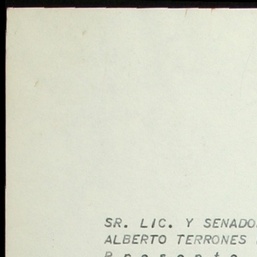 SR. LIC. Y SENADO
ALBERTO TERRONES
P r e s e n t e